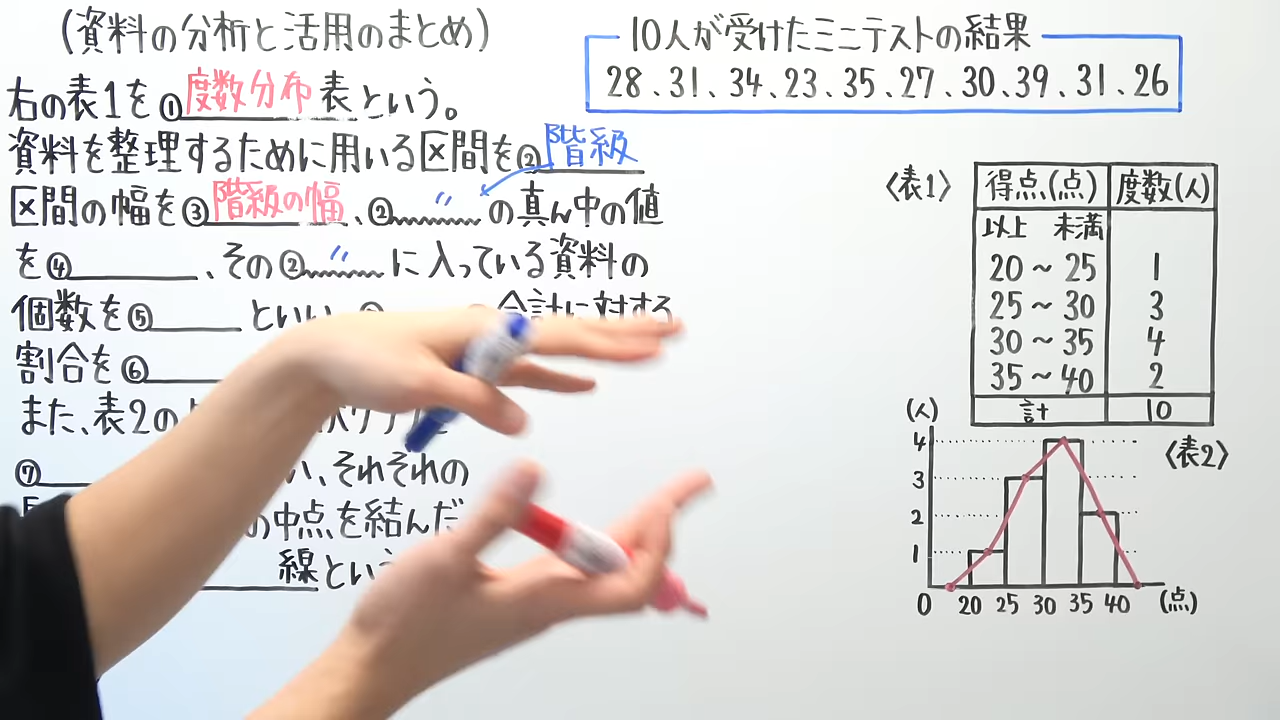 (資料の分析と活用のまとめ)
右の表1を①度数分布表という。
資料を整理するために用いる区間を②階級
区間の幅を③階級の幅、②〃の真ん中の値
を④、その②〃に入っている資料の
個数を⑤といい 合計に対する
割合を⑥
また、表2の
⑦ い、それぞれの
の中点を結んだ
線という
10人が受けたミニテストの結果
28、31、34、23、35、27、30、39、31、26
〈表1〉
得点(点) 度数(人)
以上 未満
20～25 1
25～30 3
30～35 4
35～40 2
計 10
〈表2〉
(人)
4
3
2
1
0 20 25 30 35 40 (点)